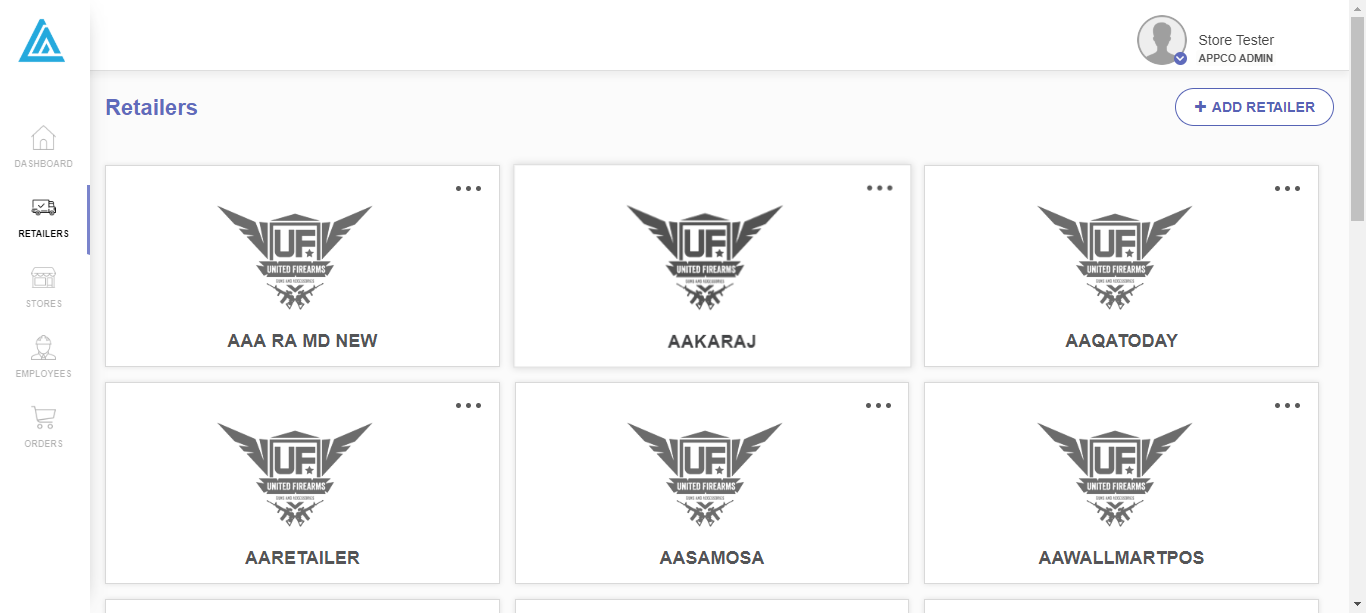 Store Tester
APPCO ADMIN
Retailers
+ ADD RETAILER
DASHBOARD
RETAILERS
STORES
EMPLOYEES
ORDERS
UF
UNITED FIREARMS
GUNS AND ACCESSORIES
AAA RA MD NEW
UF
UNITED FIREARMS
GUNS AND ACCESSORIES
AAKARAJ
UF
UNITED FIREARMS
GUNS AND ACCESSORIES
AAQATODAY
UF
UNITED FIREARMS
GUNS AND ACCESSORIES
AARETAILER
UF
UNITED FIREARMS
GUNS AND ACCESSORIES
AASAMOSA
UF
UNITED FIREARMS
GUNS AND ACCESSORIES
AAWALLMARTPOS